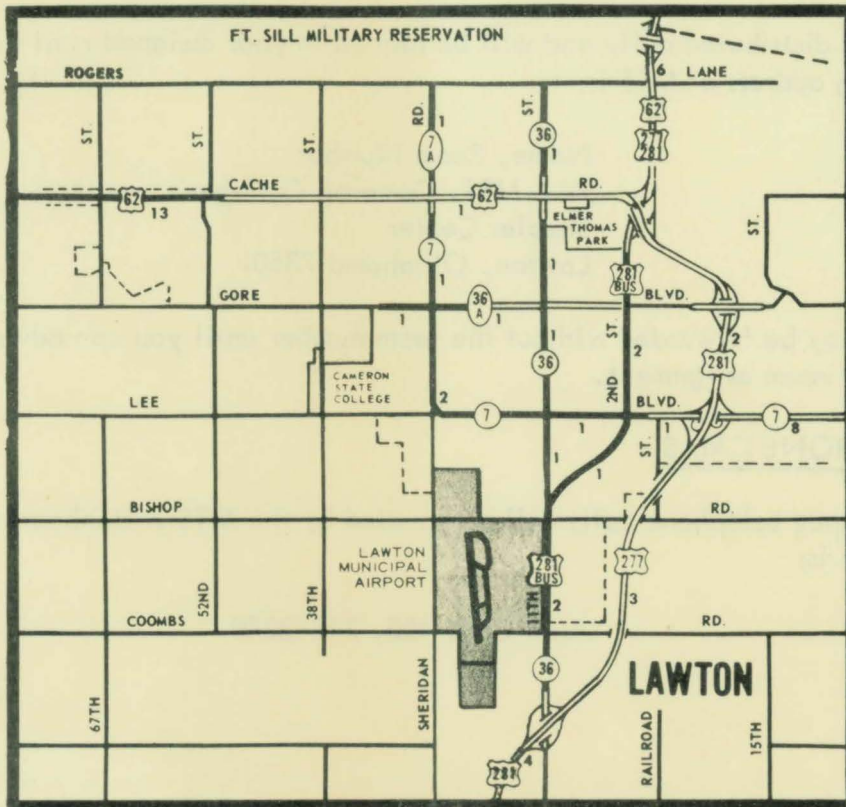 FT. SILL MILITARY RESERVATION
ROGERS
LANE
6
62
281
ST.
ST.
ST.
RD.
1
ST.
7 A
36
1
1
CACHE
RD.
62
13
62
1
ELMER THOMAS PARK
ST.
7
1
281 BUS
GORE
BLVD.
1
36 A
1
1
2
281
36
ST.
2
CAMERON STATE COLLEGE
2ND
LEE
2
7
1
BLVD.
1
7
8
ST.
1
1
BISHOP
RD.
LAWTON MUNICIPAL AIRPORT
281 BUS
277
52ND
38TH
11TH
2
3
COOMBS
RD.
36
LAWTON
67TH
SHERIDAN
RAILROAD
15TH
281
4